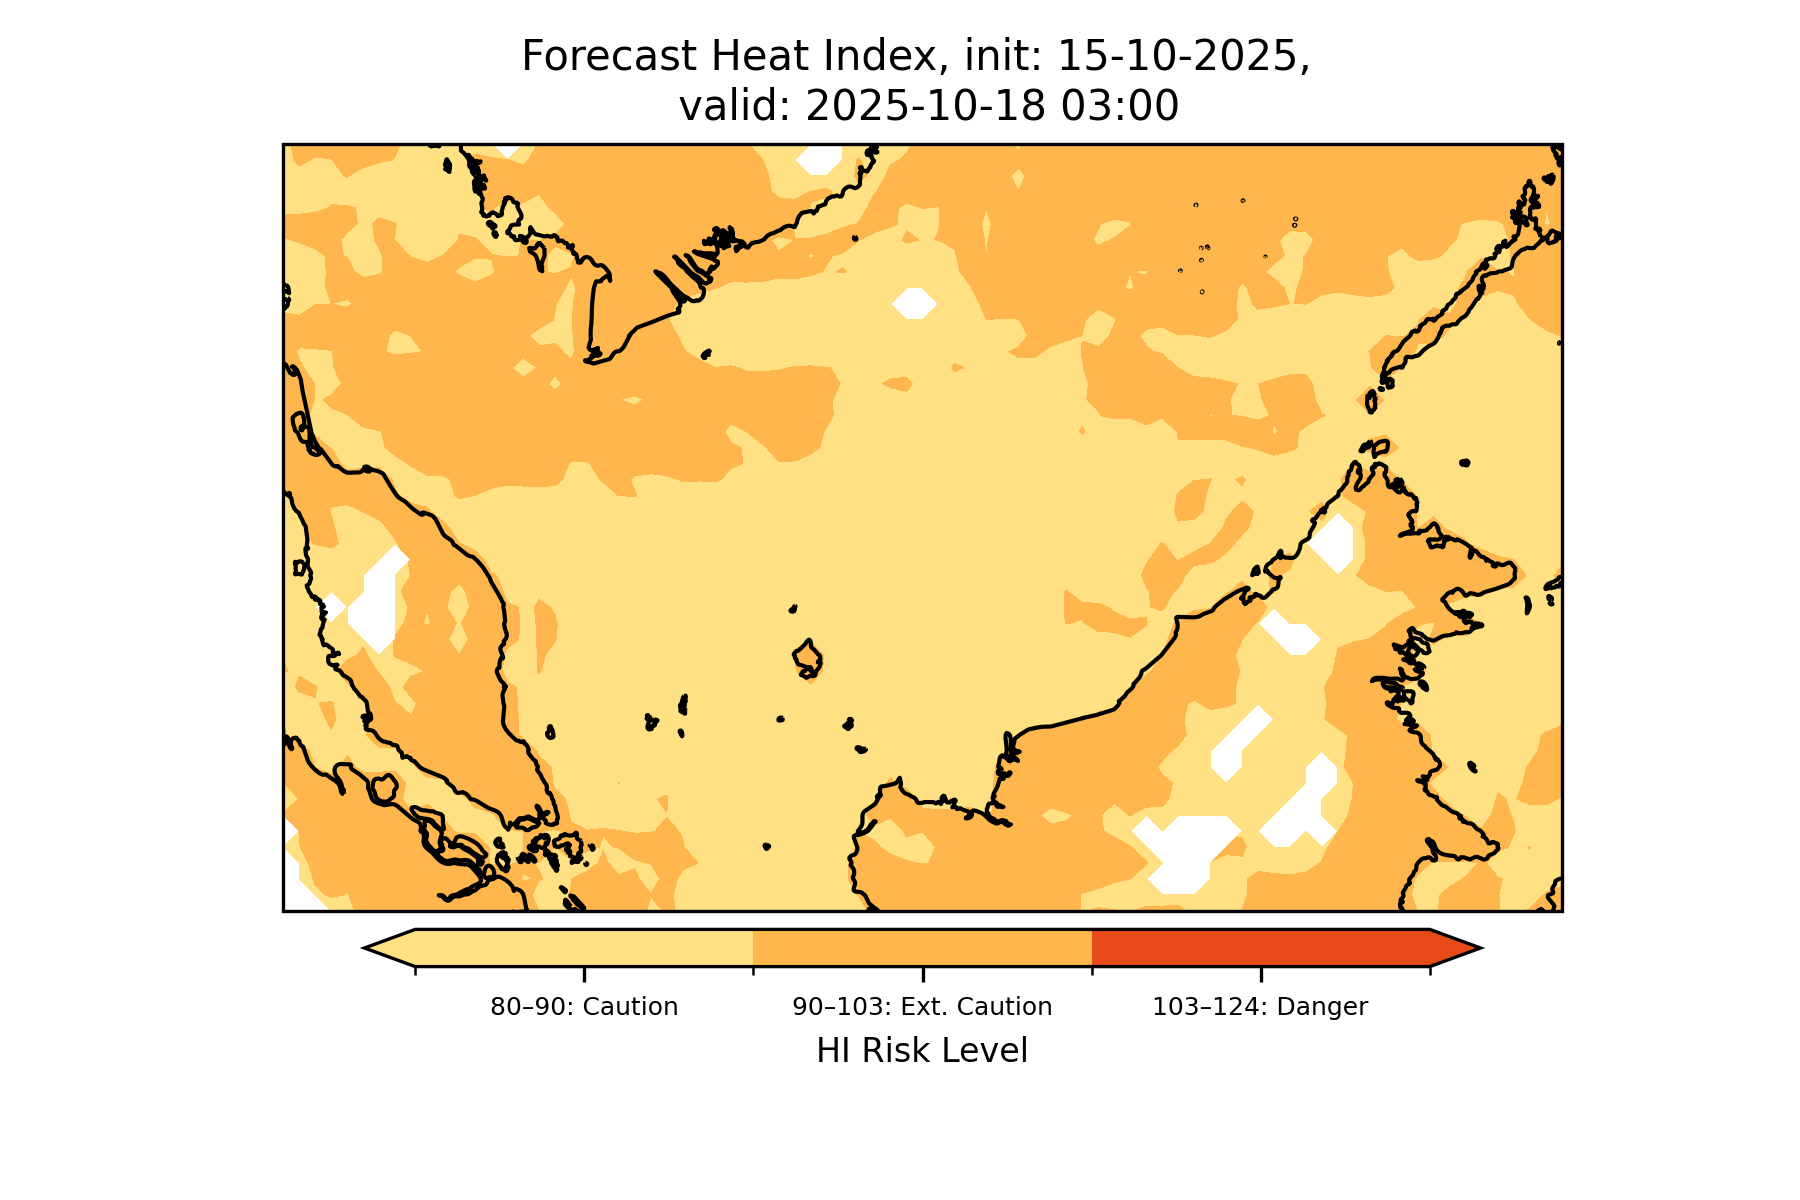 Forecast Heat Index, init: 15-10-2025,
valid: 2025-10-18 03:00
80–90: Caution
90–103: Ext. Caution
103–124: Danger
HI Risk Level